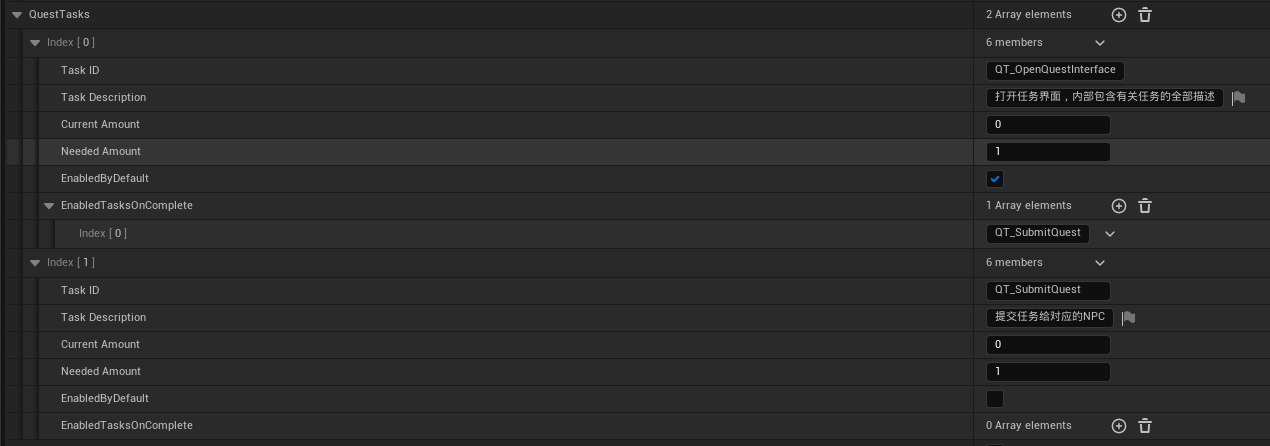 QuestTasks 2 Array elements
Index [ 0 ] 6 members
Task ID QT_OpenQuestInterface
Task Description 打开任务界面，内部包含有关任务的全部描述
Current Amount 0
Needed Amount 1
EnabledByDefault
EnabledTasksOnComplete 1 Array elements
Index [ 0 ] QT_SubmitQuest
Index [ 1 ] 6 members
Task ID QT_SubmitQuest
Task Description 提交任务给对应的NPC
Current Amount 0
Needed Amount 1
EnabledByDefault
EnabledTasksOnComplete 0 Array elements